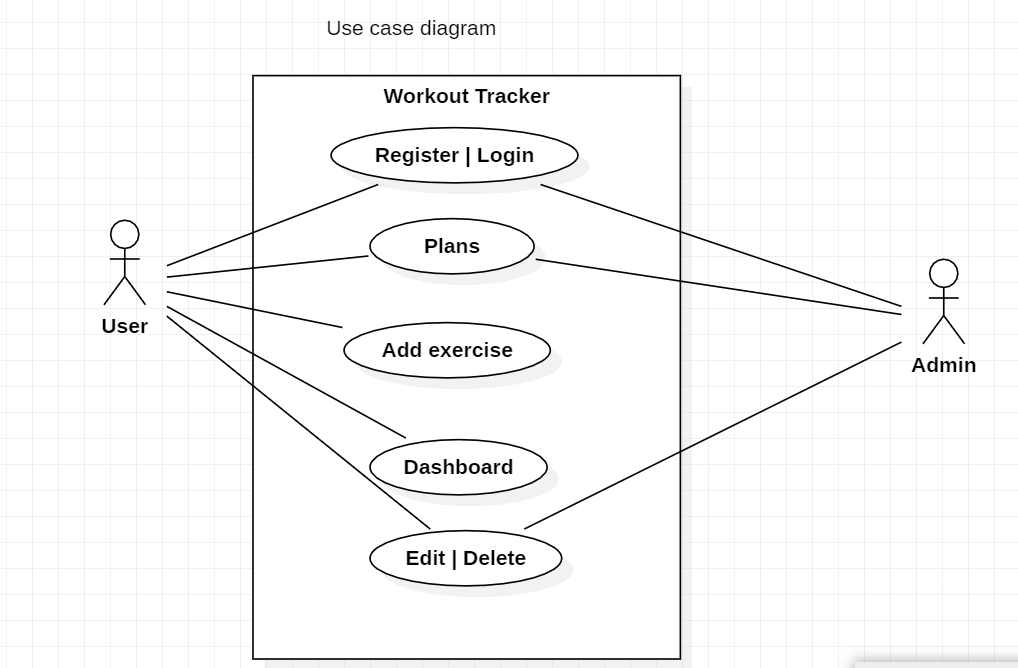 Use case diagram
Workout Tracker
Register | Login
Plans
User
Add exercise
Admin
Dashboard
Edit | Delete